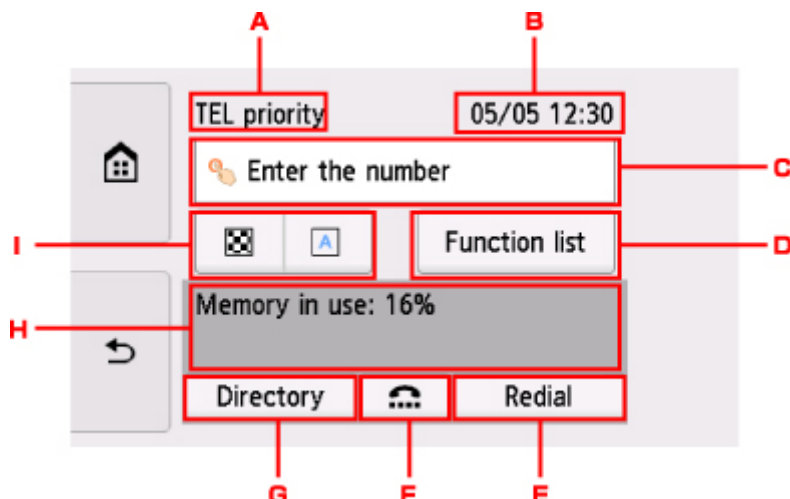 A B
TEL priority 05/05 12:30
Enter the number C
I A Function list D
Memory in use: 16%
H
Directory Redial
G F E